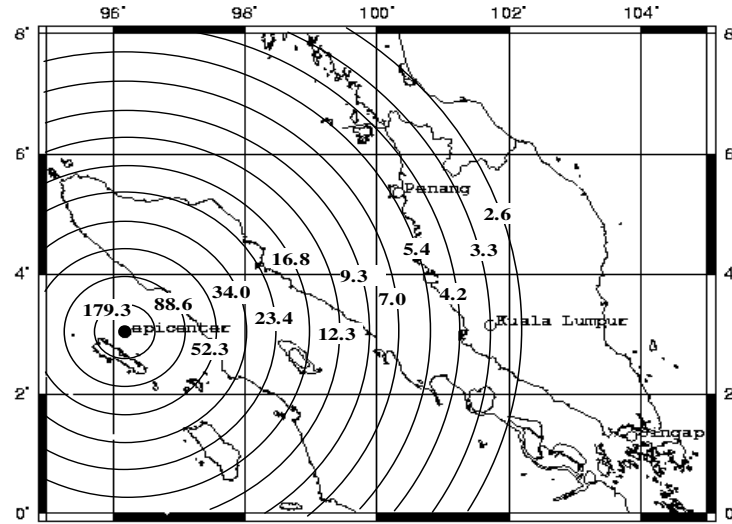 96° 98° 100° 102° 104°
8° 8
6° 6
Penang
2.6
5.4 3.3
16.8
4° 9.3 4
34.0 7.0 4.2
179.3 88.6
23.4 Kuala Lumpur
epicenter 12.3
52.3
2° 2
Singap
0° 0